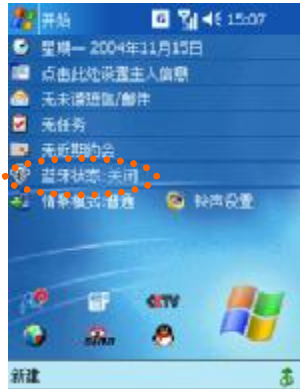 开始 15:07
星期一 2004年11月15日
点击此处设置主人信息
无未读短信/邮件
无任务
无近期约会
蓝牙状态:关闭
情景模式:普通 铃声设置
CCTV
sina
新建